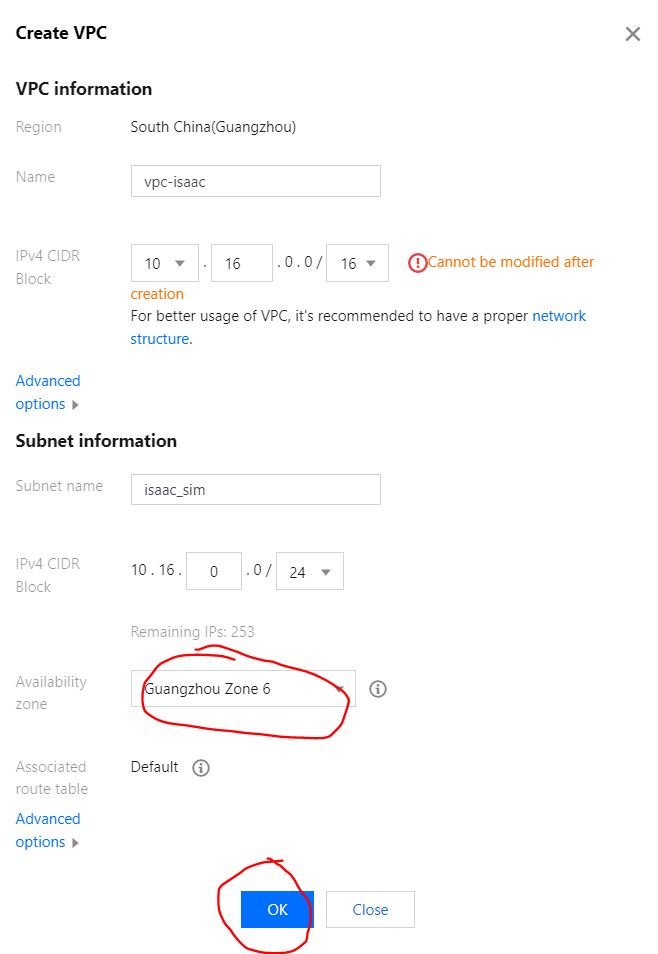 Create VPC
VPC information
Region South China(Guangzhou)
Name vpc-isaac
IPv4 CIDR Block 10 . 16 . 0 . 0 / 16 Cannot be modified after
creation
For better usage of VPC, it's recommended to have a proper network
structure.
Advanced
options
Subnet information
Subnet name isaac_sim
IPv4 CIDR Block 10 . 16 . 0 . 0 / 24
Remaining IPs: 253
Availability zone Guangzhou Zone 6
Associated route table Default
Advanced
options
OK Close